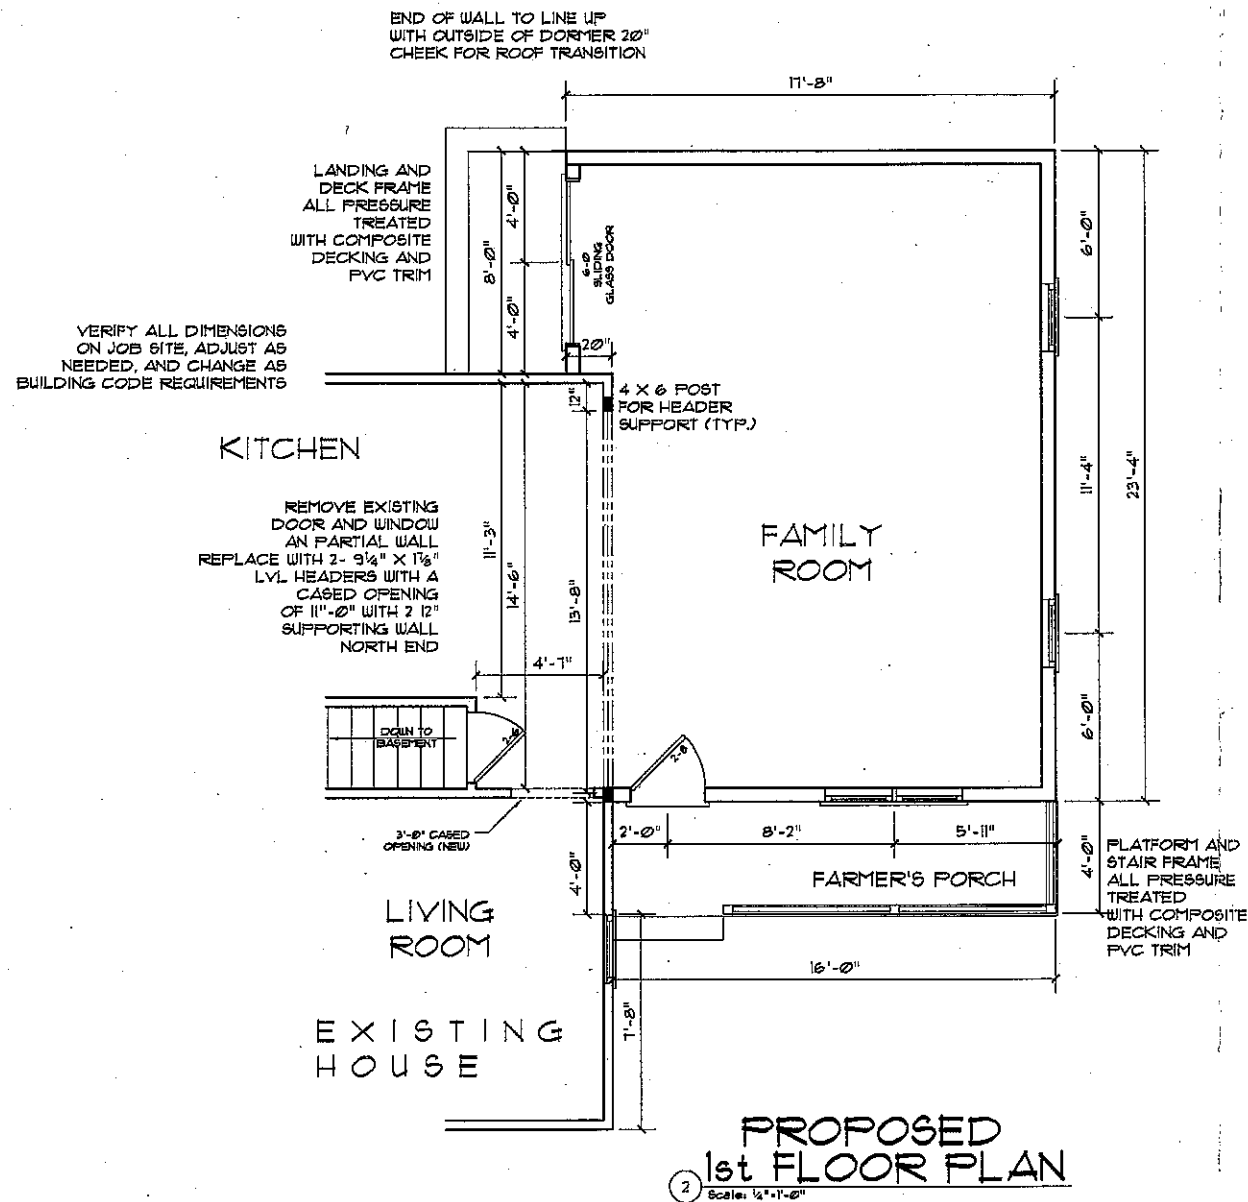 END OF WALL TO LINE UP
WITH OUTSIDE OF DORMER 20"
CHEEK FOR ROOF TRANSITION
17'-8"
LANDING AND
DECK FRAME
ALL PRESSURE
TREATED
WITH COMPOSITE
DECKING AND
PVC TRIM
8'-0"
4'-0"
4'-0"
6-0
SLIDING
GLASS DOOR
6'-0"
20"
VERIFY ALL DIMENSIONS
ON JOB SITE, ADJUST AS
NEEDED, AND CHANGE AS
BUILDING CODE REQUIREMENTS
12"
4 X 6 POST
FOR HEADER
SUPPORT (TYP.)
KITCHEN
11'-4"
23'-4"
REMOVE EXISTING
DOOR AND WINDOW
AN PARTIAL WALL
REPLACE WITH 2- 9¼" X 1⅞"
LVL HEADERS WITH A
CASED OPENING
OF 11"-0" WITH 2 12"
SUPPORTING WALL
NORTH END
11'-3"
14'-6"
13'-8"
FAMILY
ROOM
4'-7"
6'-0"
DOWN TO
BASEMENT
2-6
2-8
3'-0" CASED
OPENING (NEW)
4'-0"
2'-0"
8'-2"
5'-11"
4'-0"
FARMER'S PORCH
PLATFORM AND
STAIR FRAME
ALL PRESSURE
TREATED
WITH COMPOSITE
DECKING AND
PVC TRIM
LIVING
ROOM
16'-0"
7'-8"
EXISTING
HOUSE
PROPOSED
1st FLOOR PLAN
2
Scale: ¼"=1'-0"